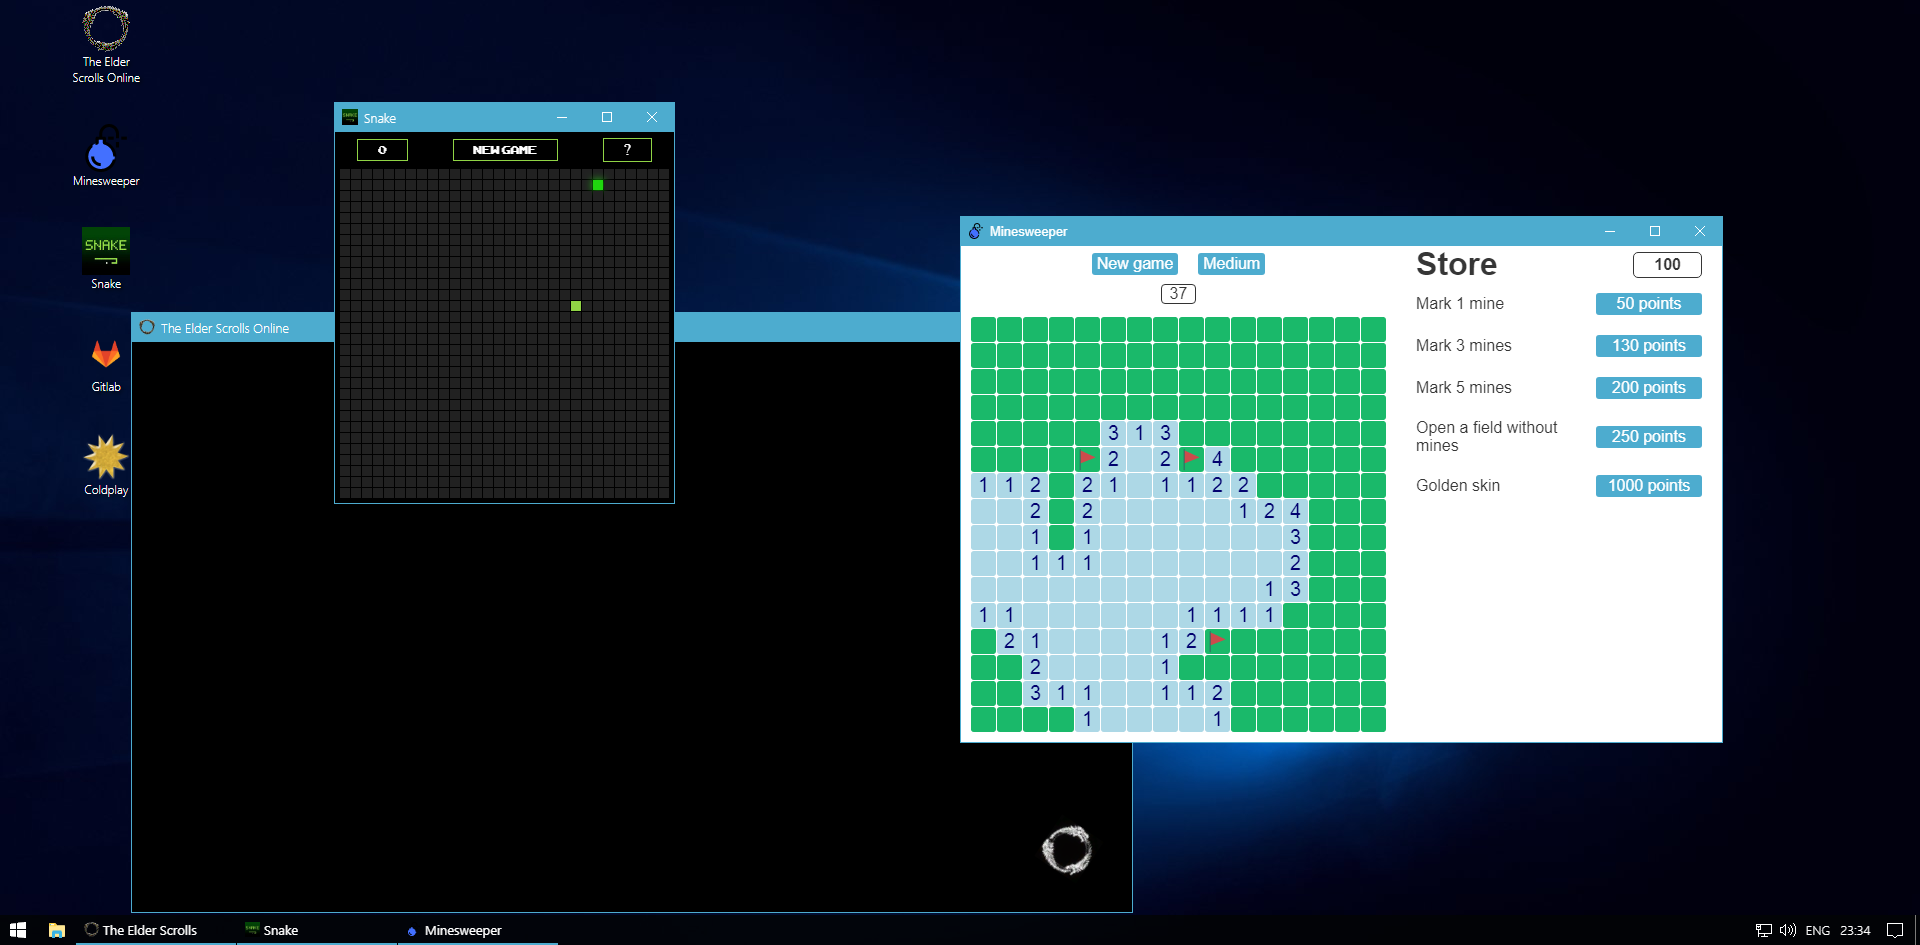 The Elder
Scrolls Online
Minesweeper
SNAKE
Snake
Gitlab
Coldplay
Snake
0 NEW GAME ?
The Elder Scrolls Online
Minesweeper
New game Medium
37
3 1 3
2 2 4
1 1 2 2 1 1 1 2 2
2 2 1 2 4
1 1 3
1 1 1 2
1 3
1 1 1 1 1 1
2 1 1 2
2 1
3 1 1 1 1 2
1 1
Store 100
Mark 1 mine 50 points
Mark 3 mines 130 points
Mark 5 mines 200 points
Open a field without
mines 250 points
Golden skin 1000 points
The Elder Scrolls Snake Minesweeper ENG 23:34